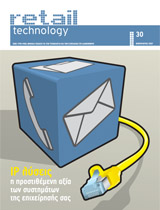 retail
technology
30
IP λύσεις
η προστιθέμενη αξία
των συστημάτων
της επιχείρησής σας